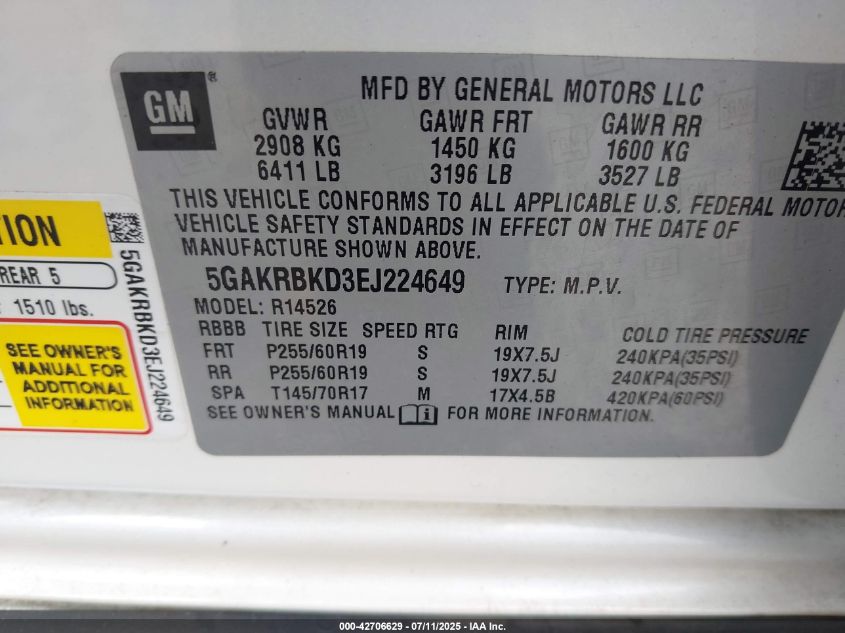 GM ®
MFD BY GENERAL MOTORS LLC
GVWR GAWR FRT GAWR RR
2908 KG 1450 KG 1600 KG
6411 LB 3196 LB 3527 LB
THIS VEHICLE CONFORMS TO ALL APPLICABLE U.S. FEDERAL MOTOR
VEHICLE SAFETY STANDARDS IN EFFECT ON THE DATE OF
MANUFACTURE SHOWN ABOVE.
5GAKRBKD3EJ224649 TYPE: M.P.V.
MODEL: R14526
RBBB TIRE SIZE SPEED RTG RIM COLD TIRE PRESSURE
FRT P255/60R19 S 19X7.5J 240KPA(35PSI)
RR P255/60R19 S 19X7.5J 240KPA(35PSI)
SPA T145/70R17 M 17X4.5B 420KPA(60PSI)
SEE OWNER'S MANUAL i FOR MORE INFORMATION.
TION
REAR 5
1510 lbs.
SEE OWNER'S
MANUAL FOR
ADDITIONAL
INFORMATION
5GAKRBKD3EJ224649
000-42706629 - 07/11/2025 - IAA Inc.